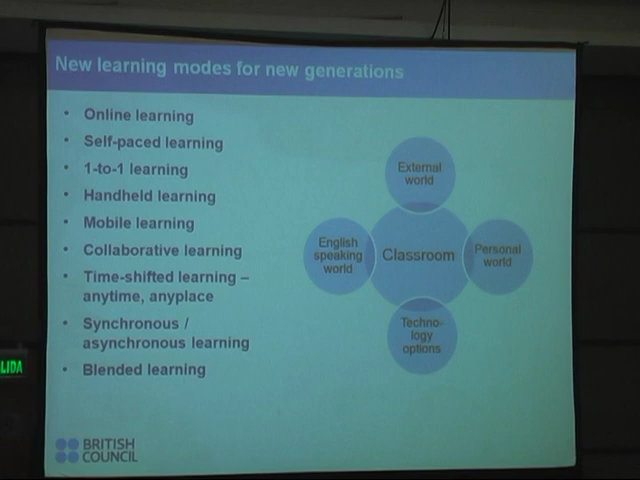 New learning modes for new generations
• Online learning
• Self-paced learning
• 1-to-1 learning
• Handheld learning
• Mobile learning
• Collaborative learning
• Time-shifted learning –
anytime, anyplace
• Synchronous /
asynchronous learning
• Blended learning
External
world
English
speaking
world
Classroom
Personal
world
Techno-
logy
options
BRITISH
COUNCIL
LIDA